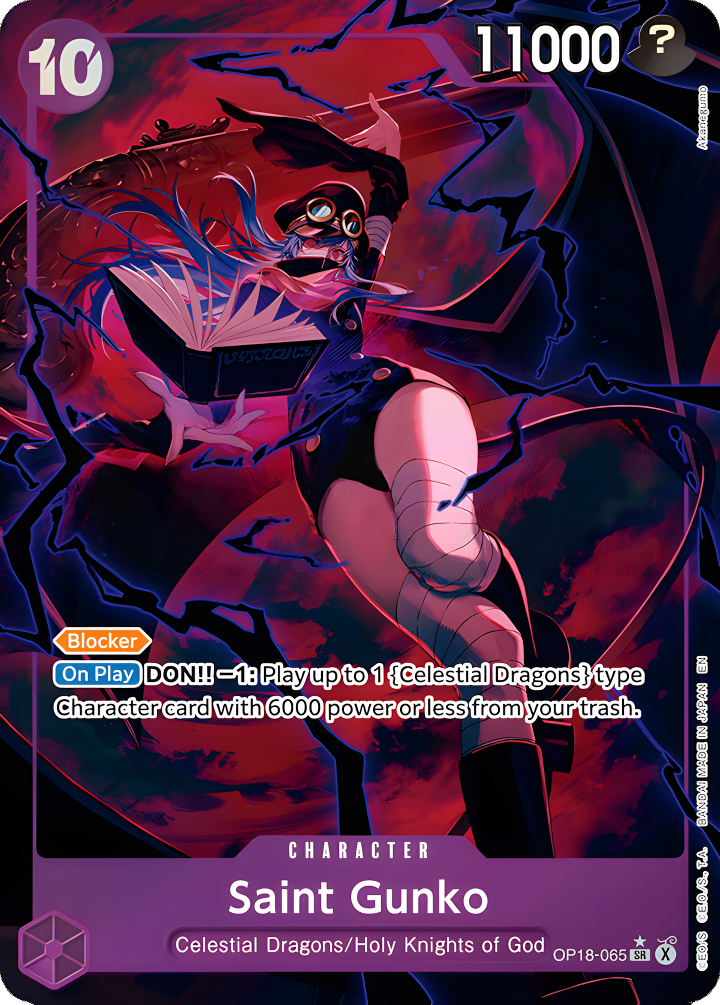 10
11000
?
Akanegumo
Blocker
On Play DON!! −1: Play up to 1 {Celestial Dragons} type
Character card with 6000 power or less from your trash.
CHARACTER
Saint Gunko
Celestial Dragons/Holy Knights of God
OP18-065 ★ SR X
©E.O/S ©E.O./S., T.A. BANDAI MADE IN JAPAN EN